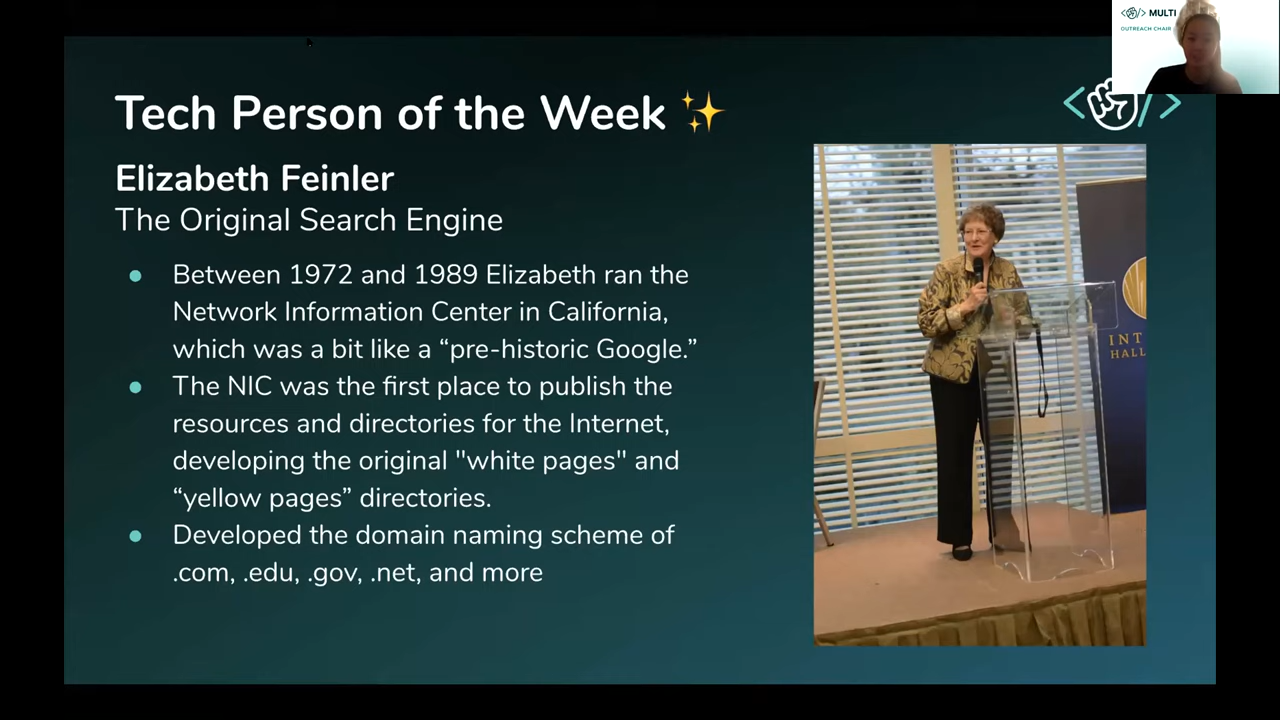 MULTI
OUTREACH CHAIR
Tech Person of the Week ✨
Elizabeth Feinler
The Original Search Engine
● Between 1972 and 1989 Elizabeth ran the
Network Information Center in California,
which was a bit like a “pre-historic Google.”
● The NIC was the first place to publish the
resources and directories for the Internet,
developing the original "white pages" and
“yellow pages” directories.
● Developed the domain naming scheme of
.com, .edu, .gov, .net, and more
INT
HALL